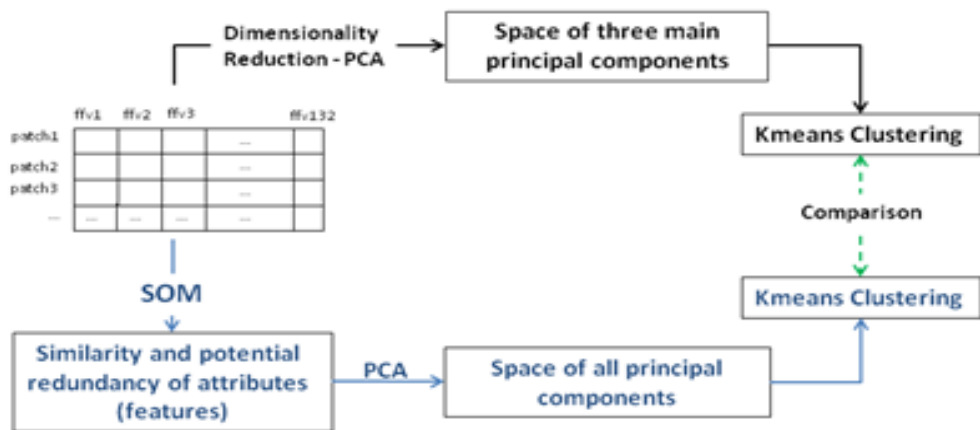 Dimensionality
Reduction - PCA
Space of three main
principal components
ffv1 ffv2 ffv3 ffv132
patch1 ...
patch2 ...
patch3 ...
... ... ... ... ...
Kmeans Clustering
Comparison
Kmeans Clustering
SOM
Similarity and potential
redundancy of attributes
(features)
PCA
Space of all principal
components